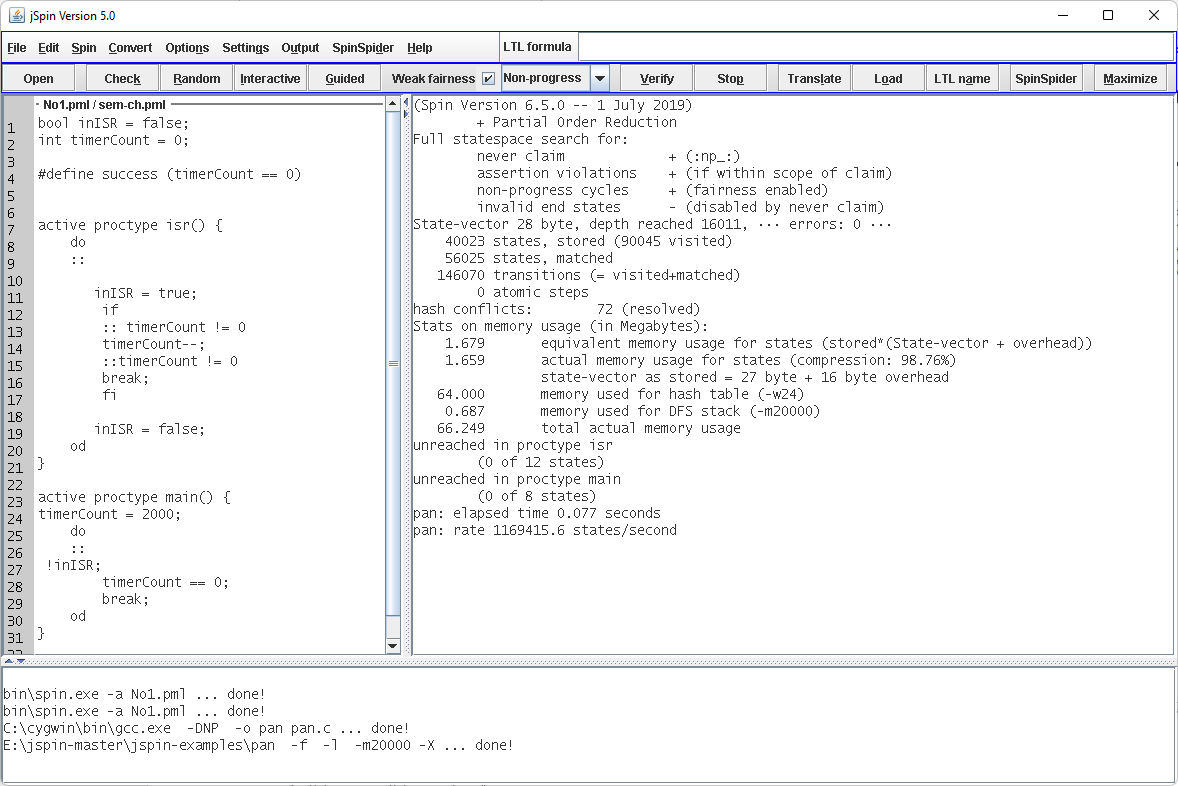 jSpin Version 5.0
File Edit Spin Convert Options Settings Output SpinSpider Help LTL formula
Open Check Random Interactive Guided Weak fairness Non-progress Verify Stop Translate Load LTL name SpinSpider Maximize
No1.pml / sem-ch.pml
1 bool inISR = false;
2 int timerCount = 0;
3
4 #define success (timerCount == 0)
5
6
7 active proctype isr() {
8 do
9 ::
10
11 inISR = true;
12 if
13 :: timerCount != 0
14 timerCount--;
15 ::timerCount != 0
16 break;
17 fi
18
19 inISR = false;
20 od
21 }
22
23 active proctype main() {
24 timerCount = 2000;
25 do
26 ::
27 !inISR;
28 timerCount == 0;
29 break;
30 od
31 }
(Spin Version 6.5.0 -- 1 July 2019)
+ Partial Order Reduction
Full statespace search for:
never claim + (:np_:)
assertion violations + (if within scope of claim)
non-progress cycles + (fairness enabled)
invalid end states - (disabled by never claim)
State-vector 28 byte, depth reached 16011, ··· errors: 0 ···
40023 states, stored (90045 visited)
56025 states, matched
146070 transitions (= visited+matched)
0 atomic steps
hash conflicts: 72 (resolved)
Stats on memory usage (in Megabytes):
1.679 equivalent memory usage for states (stored*(State-vector + overhead))
1.659 actual memory usage for states (compression: 98.76%)
state-vector as stored = 27 byte + 16 byte overhead
64.000 memory used for hash table (-w24)
0.687 memory used for DFS stack (-m20000)
66.249 total actual memory usage
unreached in proctype isr
(0 of 12 states)
unreached in proctype main
(0 of 8 states)
pan: elapsed time 0.077 seconds
pan: rate 1169415.6 states/second
bin\spin.exe -a No1.pml ... done!
bin\spin.exe -a No1.pml ... done!
C:\cygwin\bin\gcc.exe -DNP -o pan pan.c ... done!
E:\jspin-master\jspin-examples\pan -f -l -m20000 -X ... done!